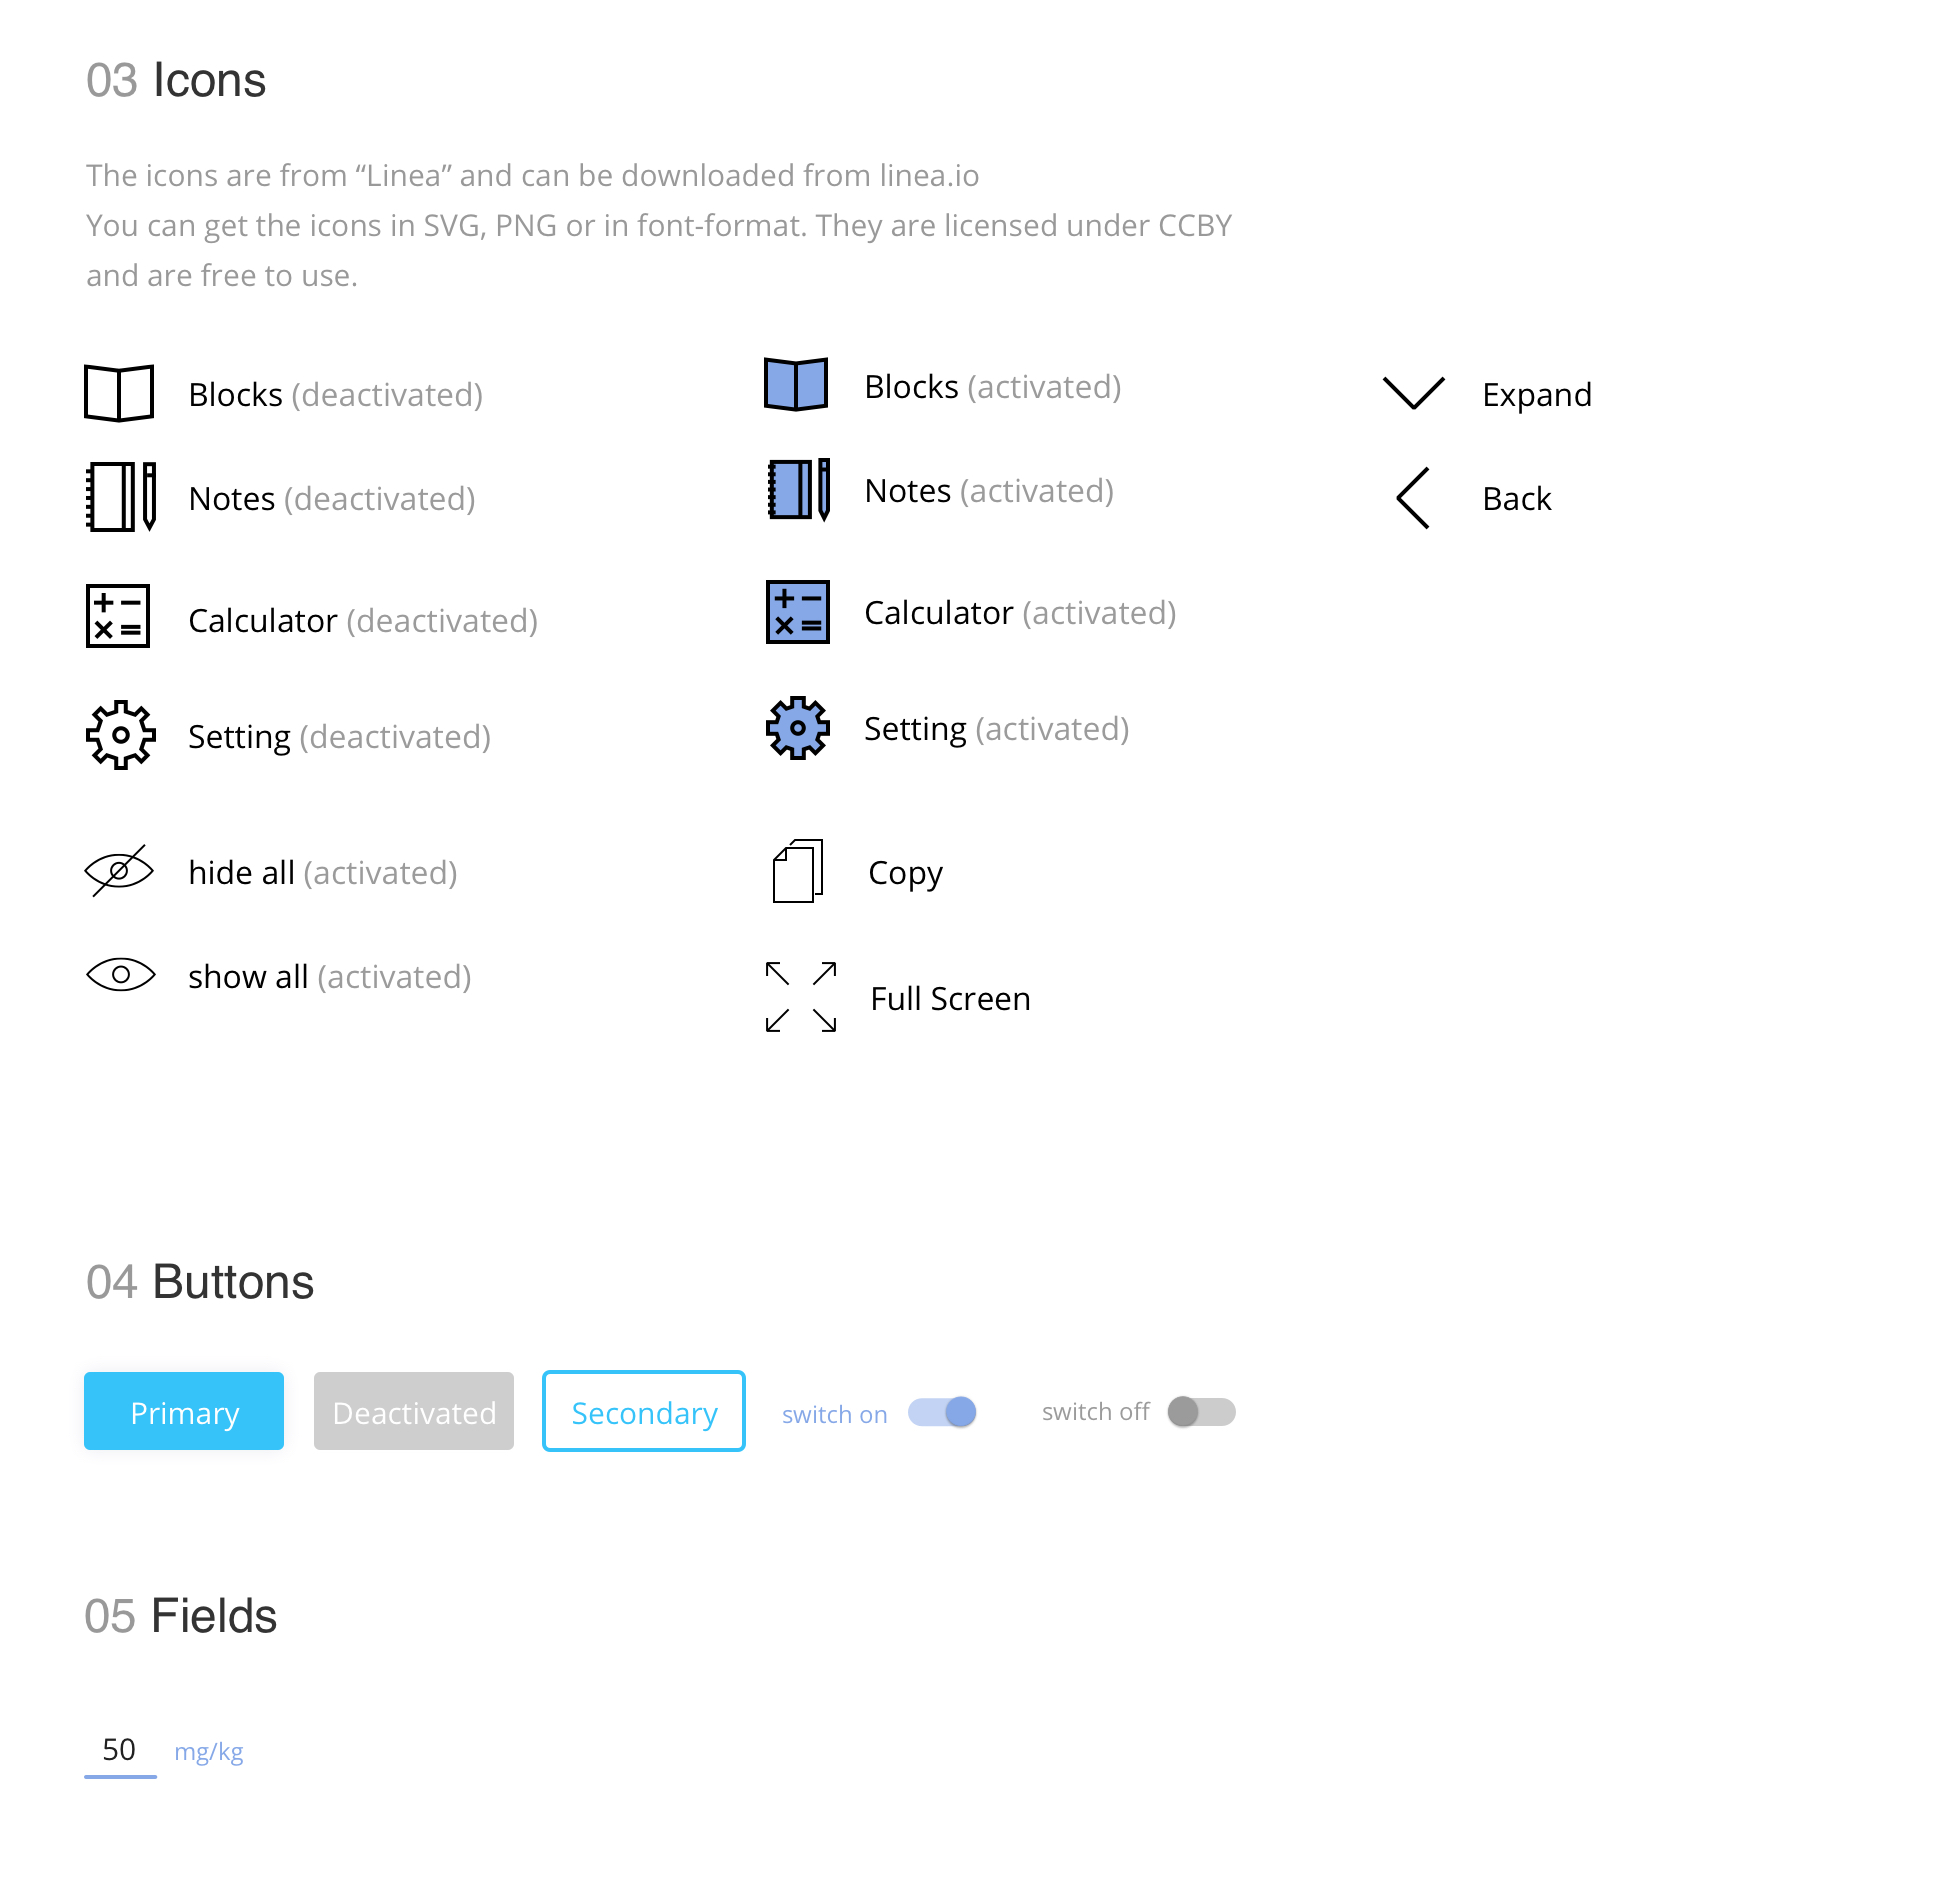 03 Icons
The icons are from “Linea” and can be downloaded from linea.io
You can get the icons in SVG, PNG or in font-format. They are licensed under CCBY
and are free to use.
Blocks (deactivated)
Blocks (activated)
Expand
Notes (deactivated)
Notes (activated)
Back
Calculator (deactivated)
Calculator (activated)
Setting (deactivated)
Setting (activated)
hide all (activated)
Copy
show all (activated)
Full Screen
04 Buttons
Primary
Deactivated
Secondary
switch on
switch off
05 Fields
50 mg/kg